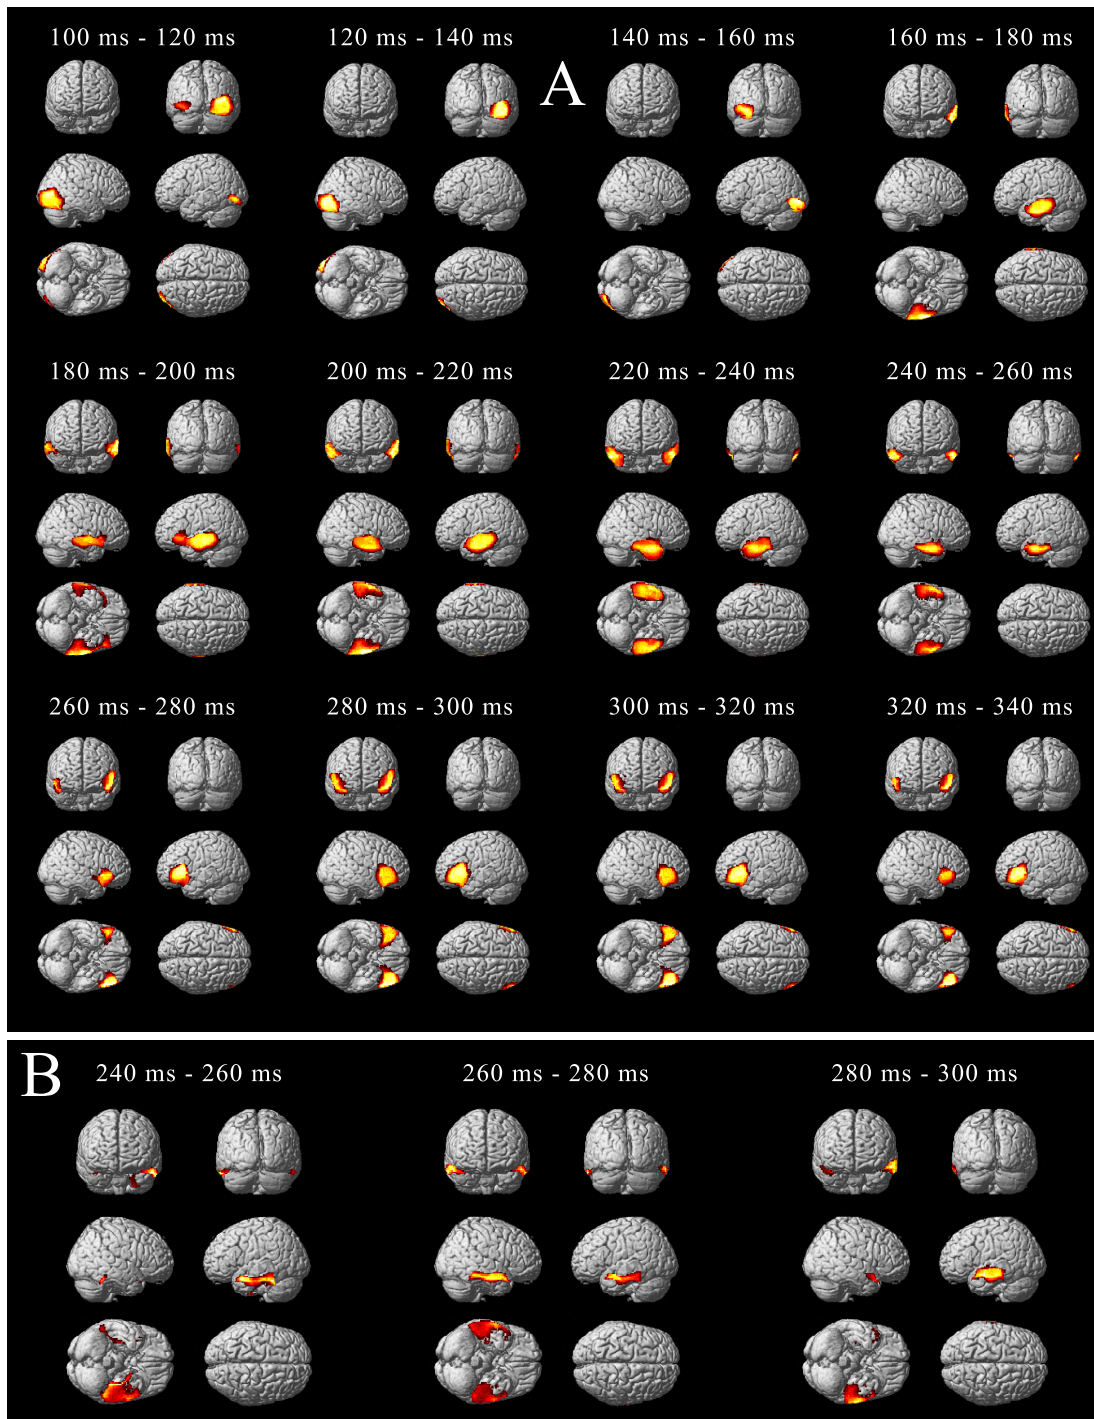 100 ms - 120 ms
120 ms - 140 ms
140 ms - 160 ms
160 ms - 180 ms
A
180 ms - 200 ms
200 ms - 220 ms
220 ms - 240 ms
240 ms - 260 ms
260 ms - 280 ms
280 ms - 300 ms
300 ms - 320 ms
320 ms - 340 ms
B
240 ms - 260 ms
260 ms - 280 ms
280 ms - 300 ms